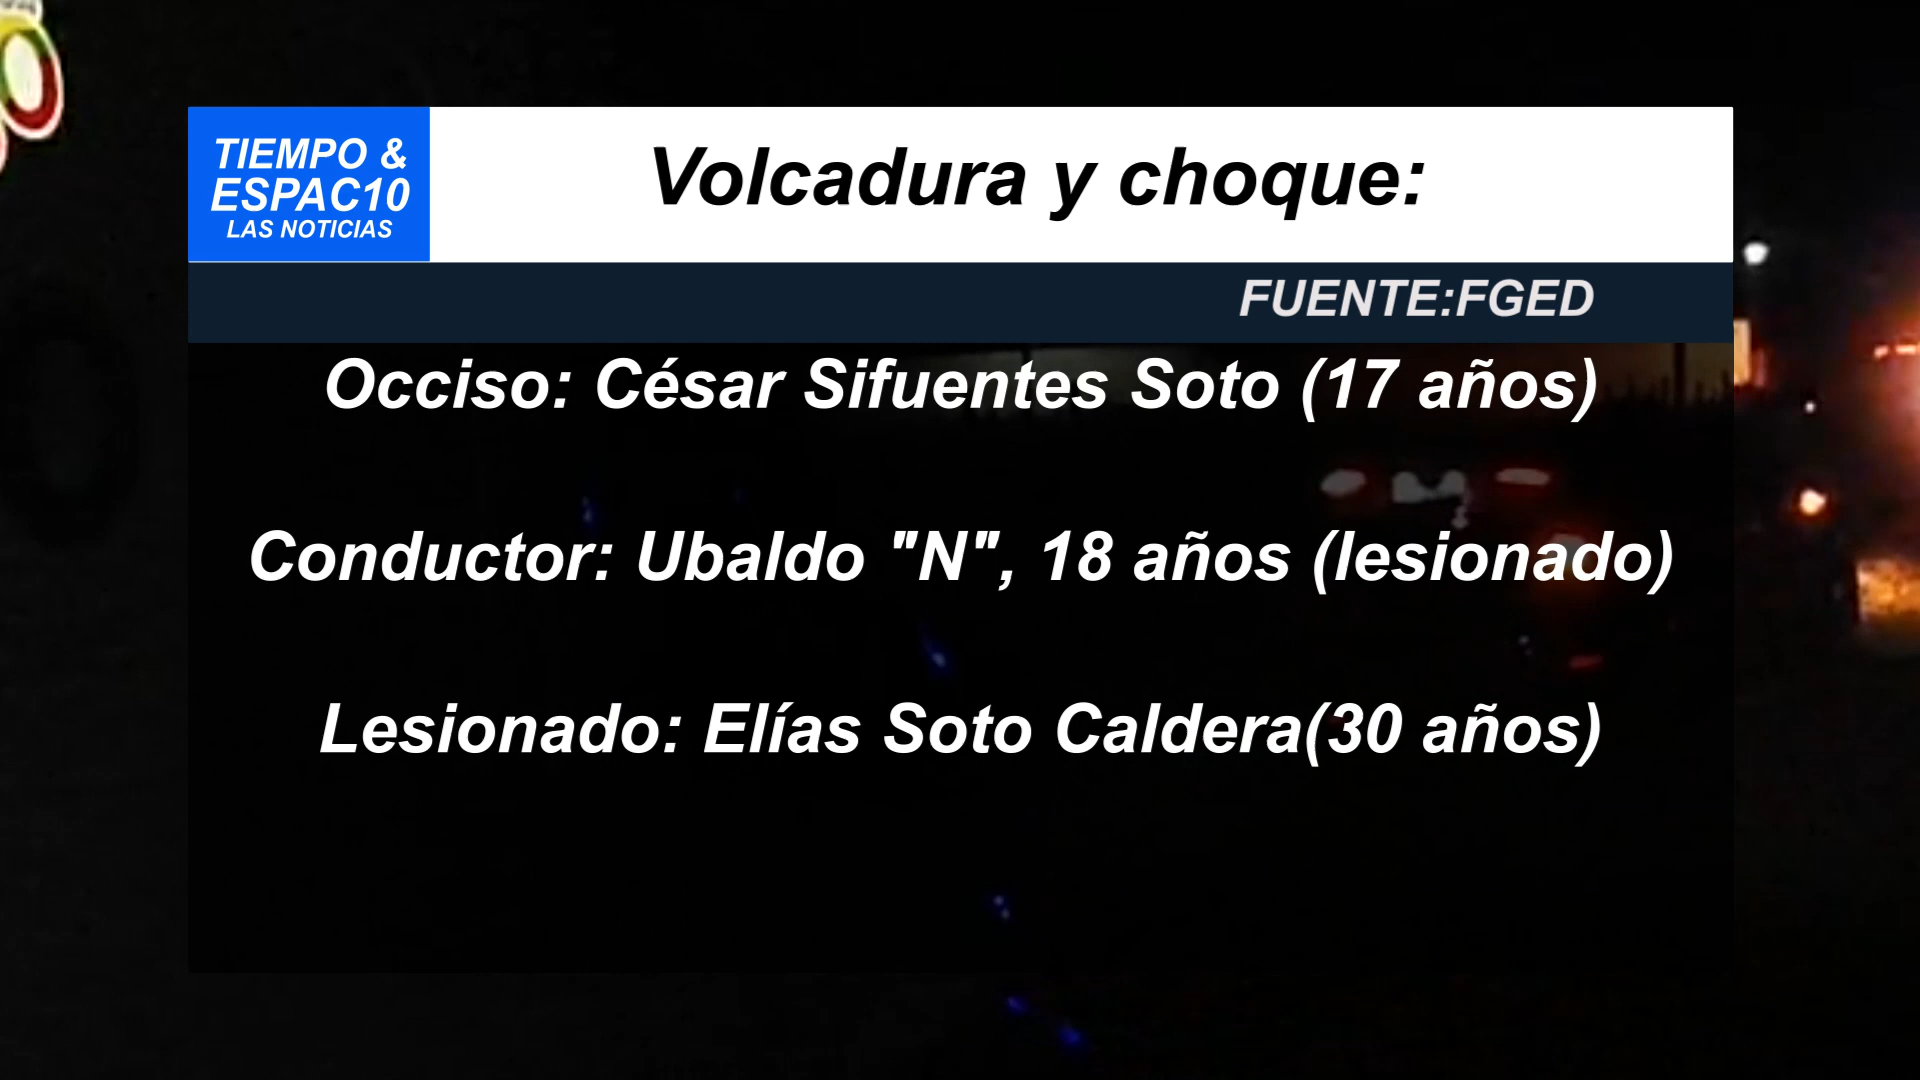 TIEMPO &
ESPAC10
LAS NOTICIAS
Volcadura y choque:
FUENTE:FGED
Occiso: César Sifuentes Soto (17 años)
Conductor: Ubaldo "N", 18 años (lesionado)
Lesionado: Elías Soto Caldera(30 años)